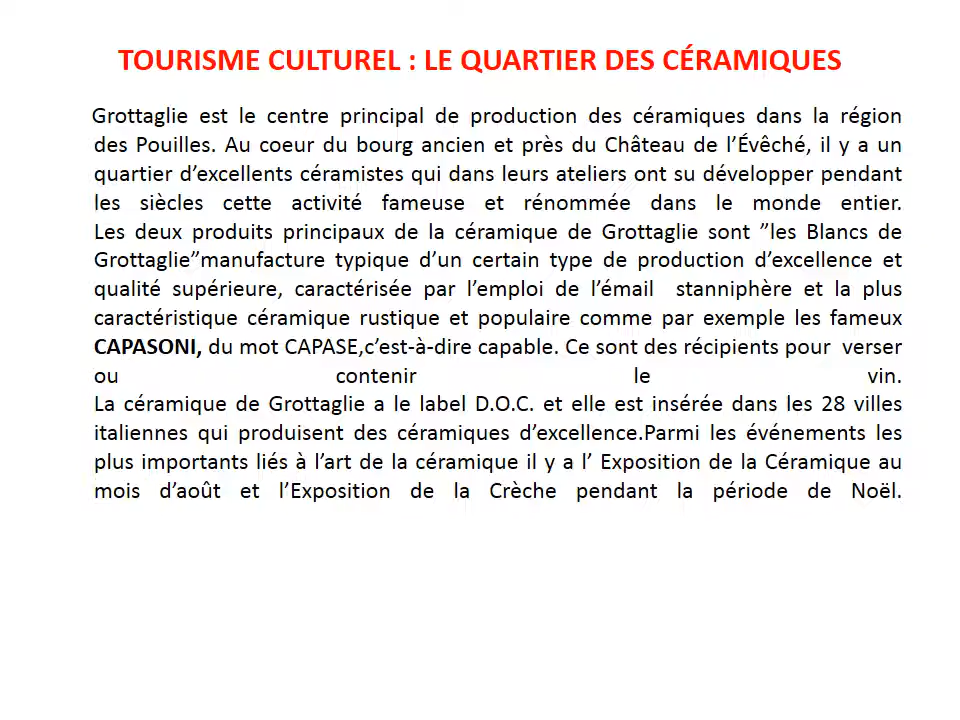 TOURISME CULTUREL : LE QUARTIER DES CÉRAMIQUES
Grottaglie est le centre principal de production des céramiques dans la région
des Pouilles. Au coeur du bourg ancien et près du Château de l’Évêché, il y a un
quartier d’excellents céramistes qui dans leurs ateliers ont su développer pendant
les siècles cette activité fameuse et rénommée dans le monde entier.
Les deux produits principaux de la céramique de Grottaglie sont ”les Blancs de
Grottaglie”manufacture typique d’un certain type de production d’excellence et
qualité supérieure, caractérisée par l’emploi de l’émail stanniphère et la plus
caractéristique céramique rustique et populaire comme par exemple les fameux
CAPASONI, du mot CAPASE,c’est-à-dire capable. Ce sont des récipients pour verser
ou contenir le vin.
La céramique de Grottaglie a le label D.O.C. et elle est insérée dans les 28 villes
italiennes qui produisent des céramiques d’excellence.Parmi les événements les
plus importants liés à l’art de la céramique il y a l’ Exposition de la Céramique au
mois d’août et l’Exposition de la Crèche pendant la période de Noël.